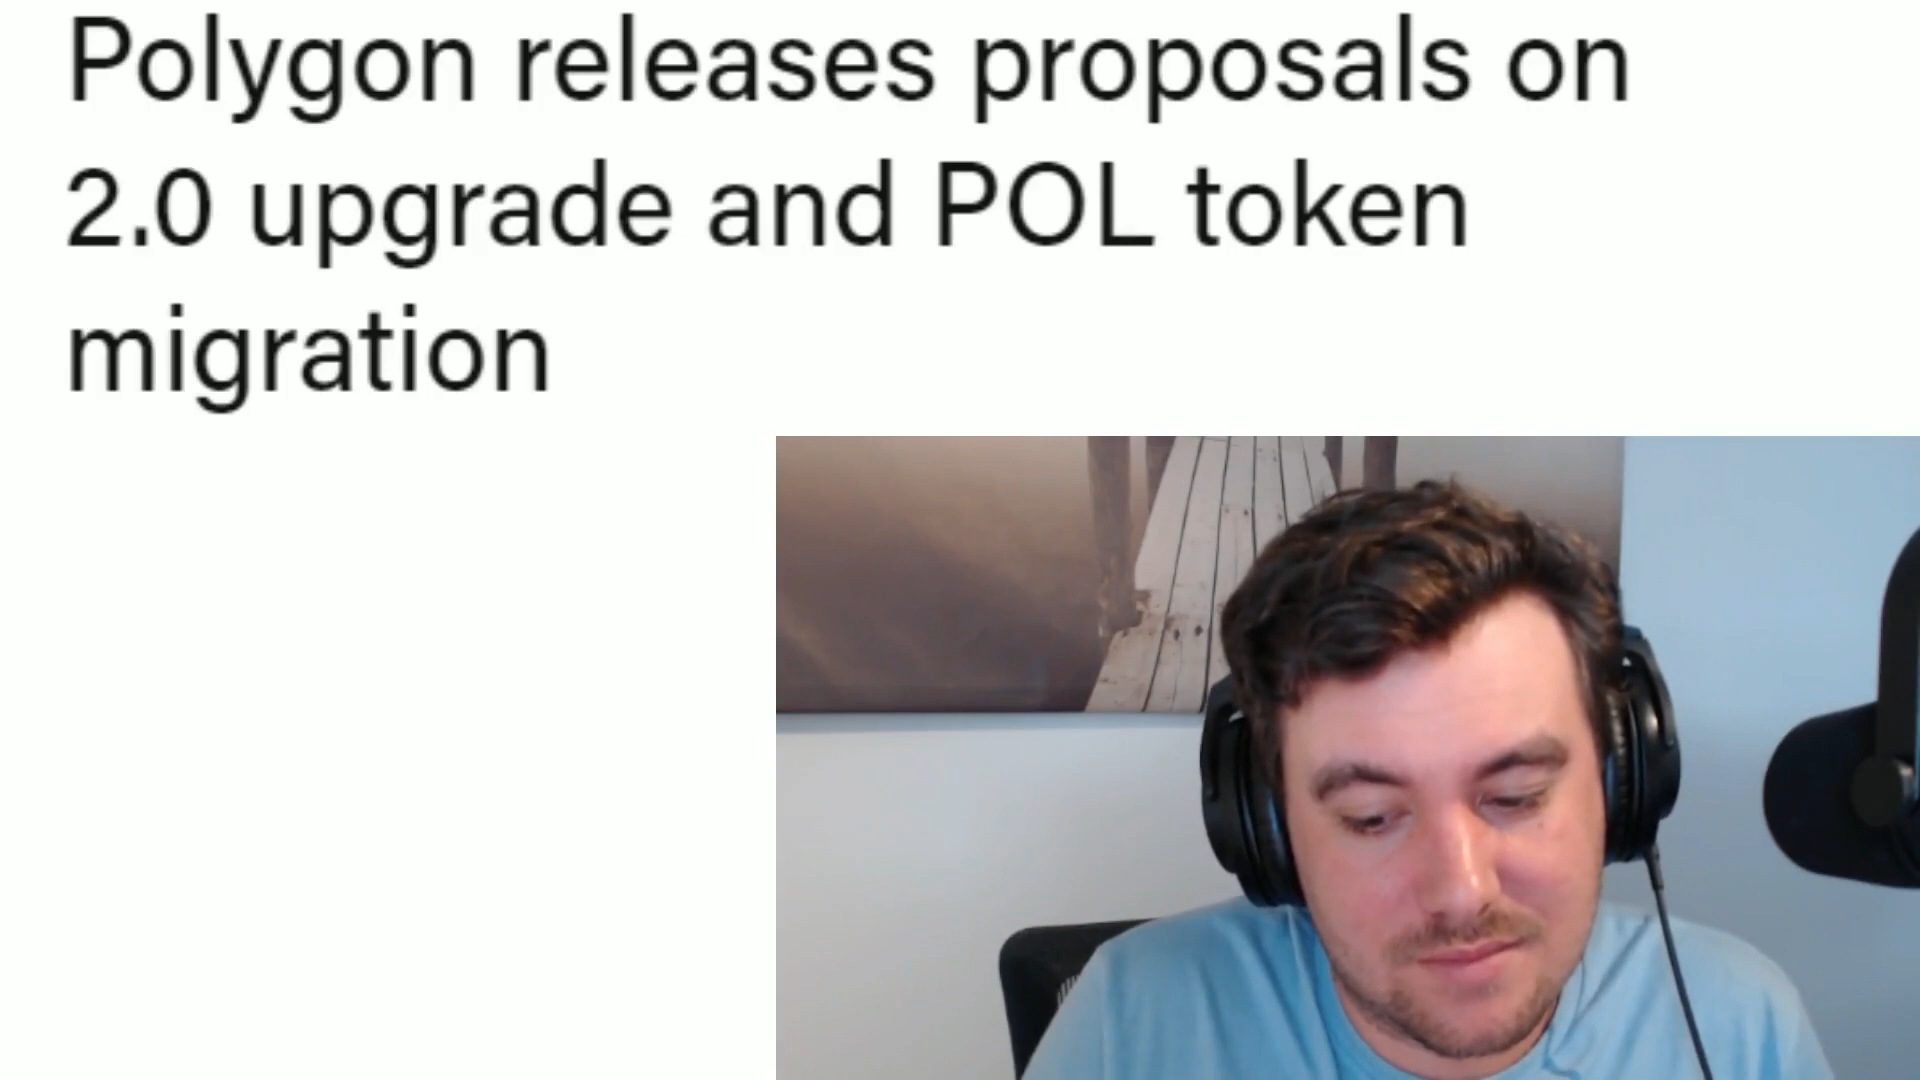 Polygon releases proposals on
2.0 upgrade and POL token
migration